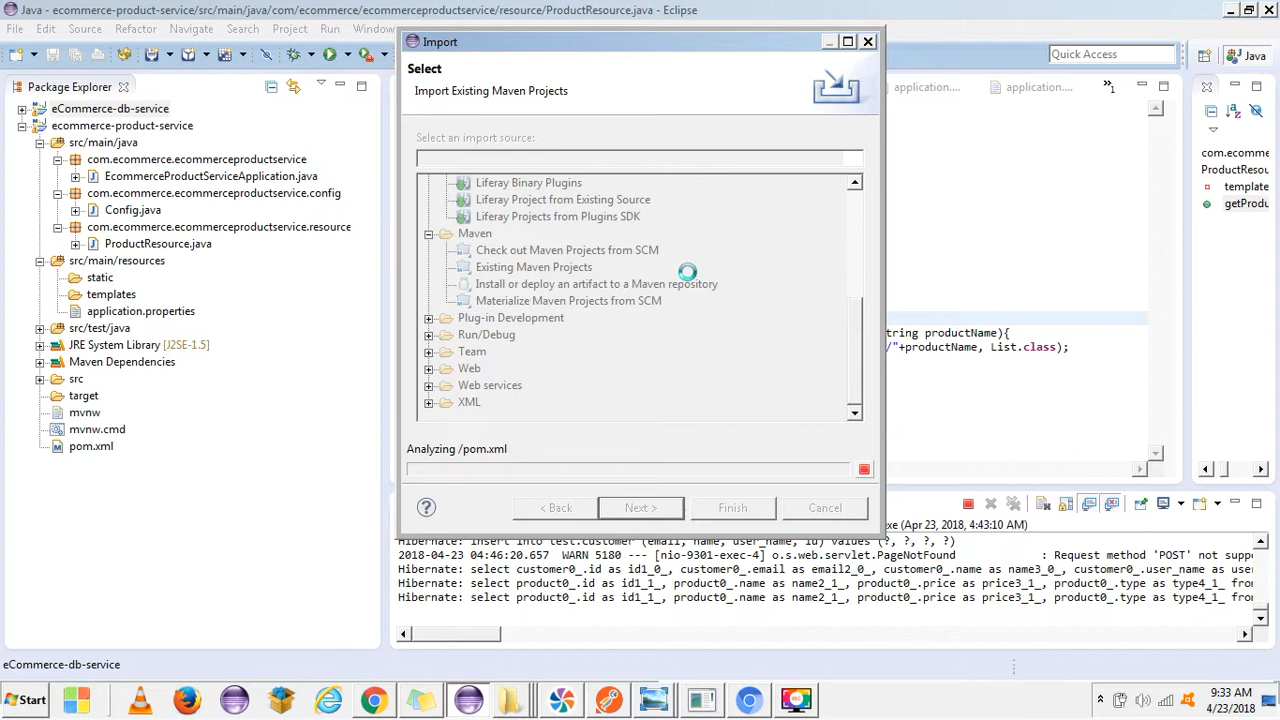 Java - ecommerce-product-service/src/main/java/com/ecommerce/ecommerceproductservice/resource/ProductResource.java - Eclipse
File Edit Source Refactor Navigate Search Project Run Window
Quick Access
Java
Package Explorer
eCommerce-db-service
ecommerce-product-service
src/main/java
com.ecommerce.ecommerceproductservice
EcommerceProductServiceApplication.java
com.ecommerce.ecommerceproductservice.config
Config.java
com.ecommerce.ecommerceproductservice.resource
ProductResource.java
src/main/resources
static
templates
application.properties
src/test/java
JRE System Library [J2SE-1.5]
Maven Dependencies
src
target
mvnw
mvnw.cmd
pom.xml
Import
Select
Import Existing Maven Projects
Select an import source:
Liferay Binary Plugins
Liferay Project from Existing Source
Liferay Projects from Plugins SDK
Maven
Check out Maven Projects from SCM
Existing Maven Projects
Install or deploy an artifact to a Maven repository
Materialize Maven Projects from SCM
Plug-in Development
Run/Debug
Team
Web
Web services
XML
Analyzing /pom.xml
< Back Next > Finish Cancel
application.... application.... »1
tring productName){
/"+productName, List.class);
com.ecomme
ProductResou
template
getProdu
.exe (Apr 23, 2018, 4:43:10 AM)
Hibernate: insert into test.customer (email, name, user_name, id) values (?, ?, ?, ?)
2018-04-23 04:46:20.657 WARN 5180 --- [nio-9301-exec-4] o.s.web.servlet.PageNotFound : Request method 'POST' not supp
Hibernate: select customer0_.id as id1_0_, customer0_.email as email2_0_, customer0_.name as name3_0_, customer0_.user_name as use
Hibernate: select product0_.id as id1_1_, product0_.name as name2_1_, product0_.price as price3_1_, product0_.type as type4_1_ fro
Hibernate: select product0_.id as id1_1_, product0_.name as name2_1_, product0_.price as price3_1_, product0_.type as type4_1_ fro
eCommerce-db-service
Start
9:33 AM
4/23/2018